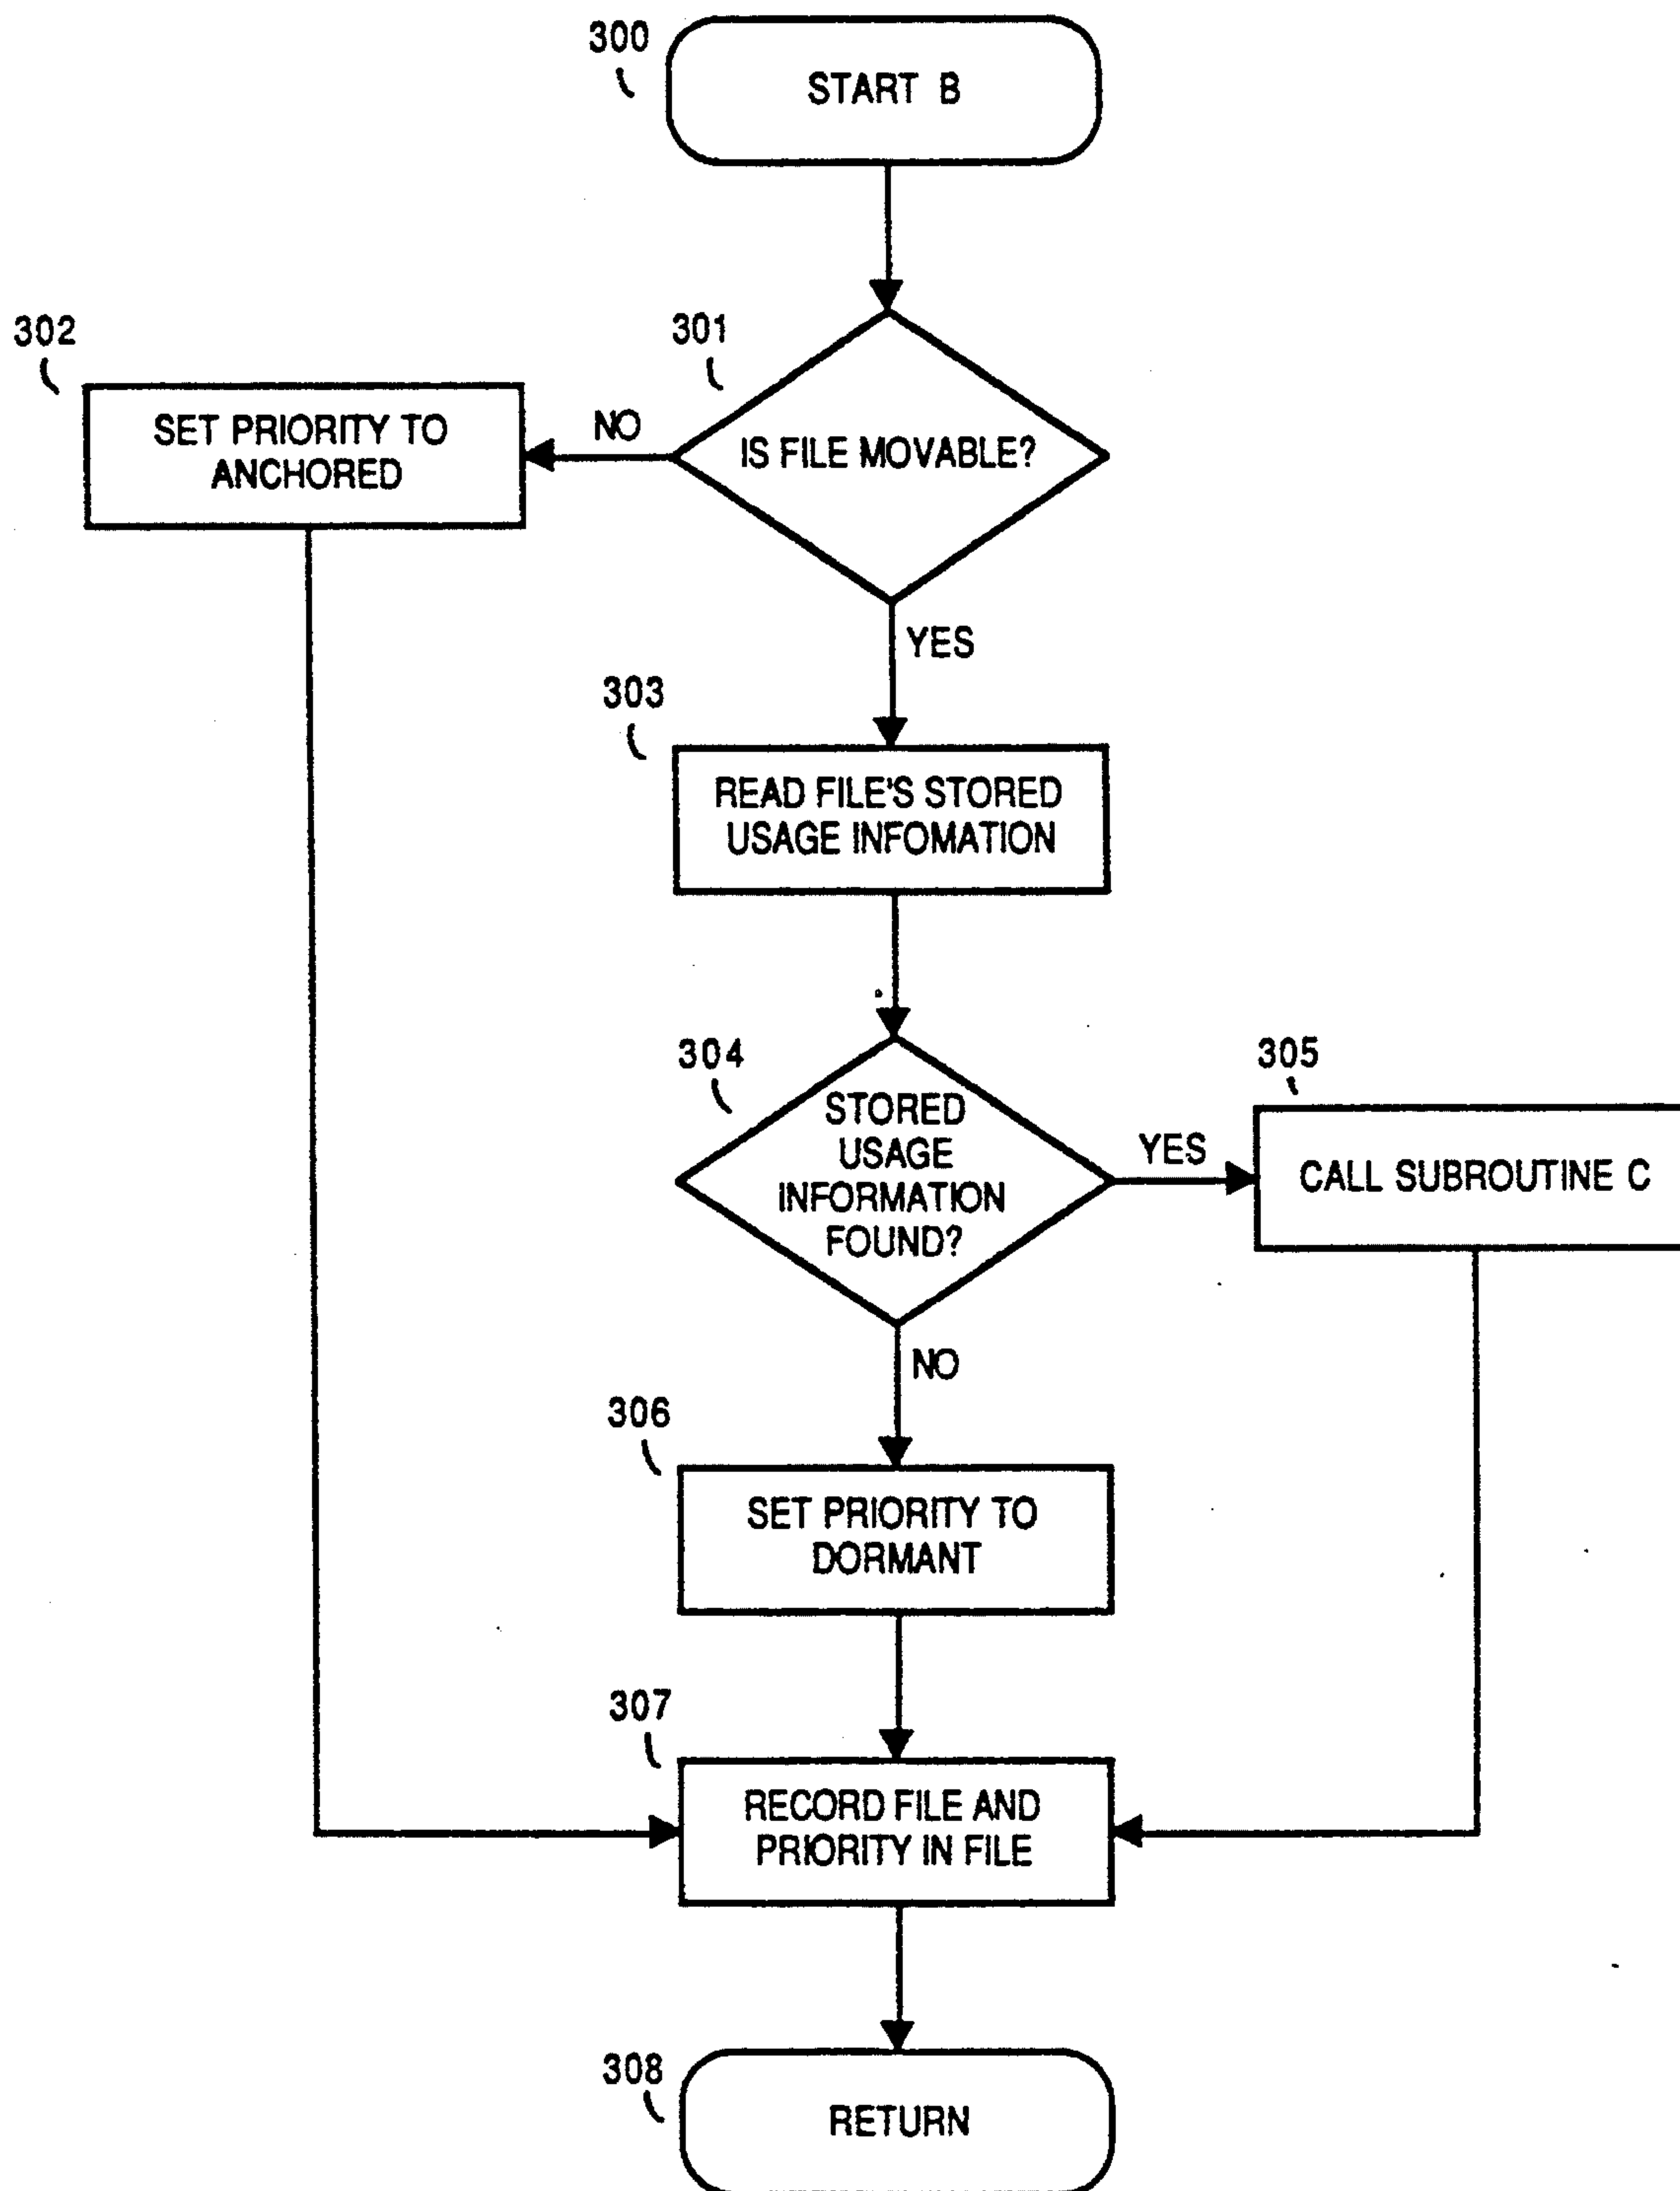 300
START B
301
IS FILE MOVABLE?
NO
302
SET PRIORITY TO
ANCHORED
YES
303
READ FILE'S STORED
USAGE INFOMATION
304
STORED
USAGE
INFORMATION
FOUND?
YES
305
CALL SUBROUTINE C
NO
306
SET PRIORITY TO
DORMANT
307
RECORD FILE AND
PRIORITY IN FILE
308
RETURN